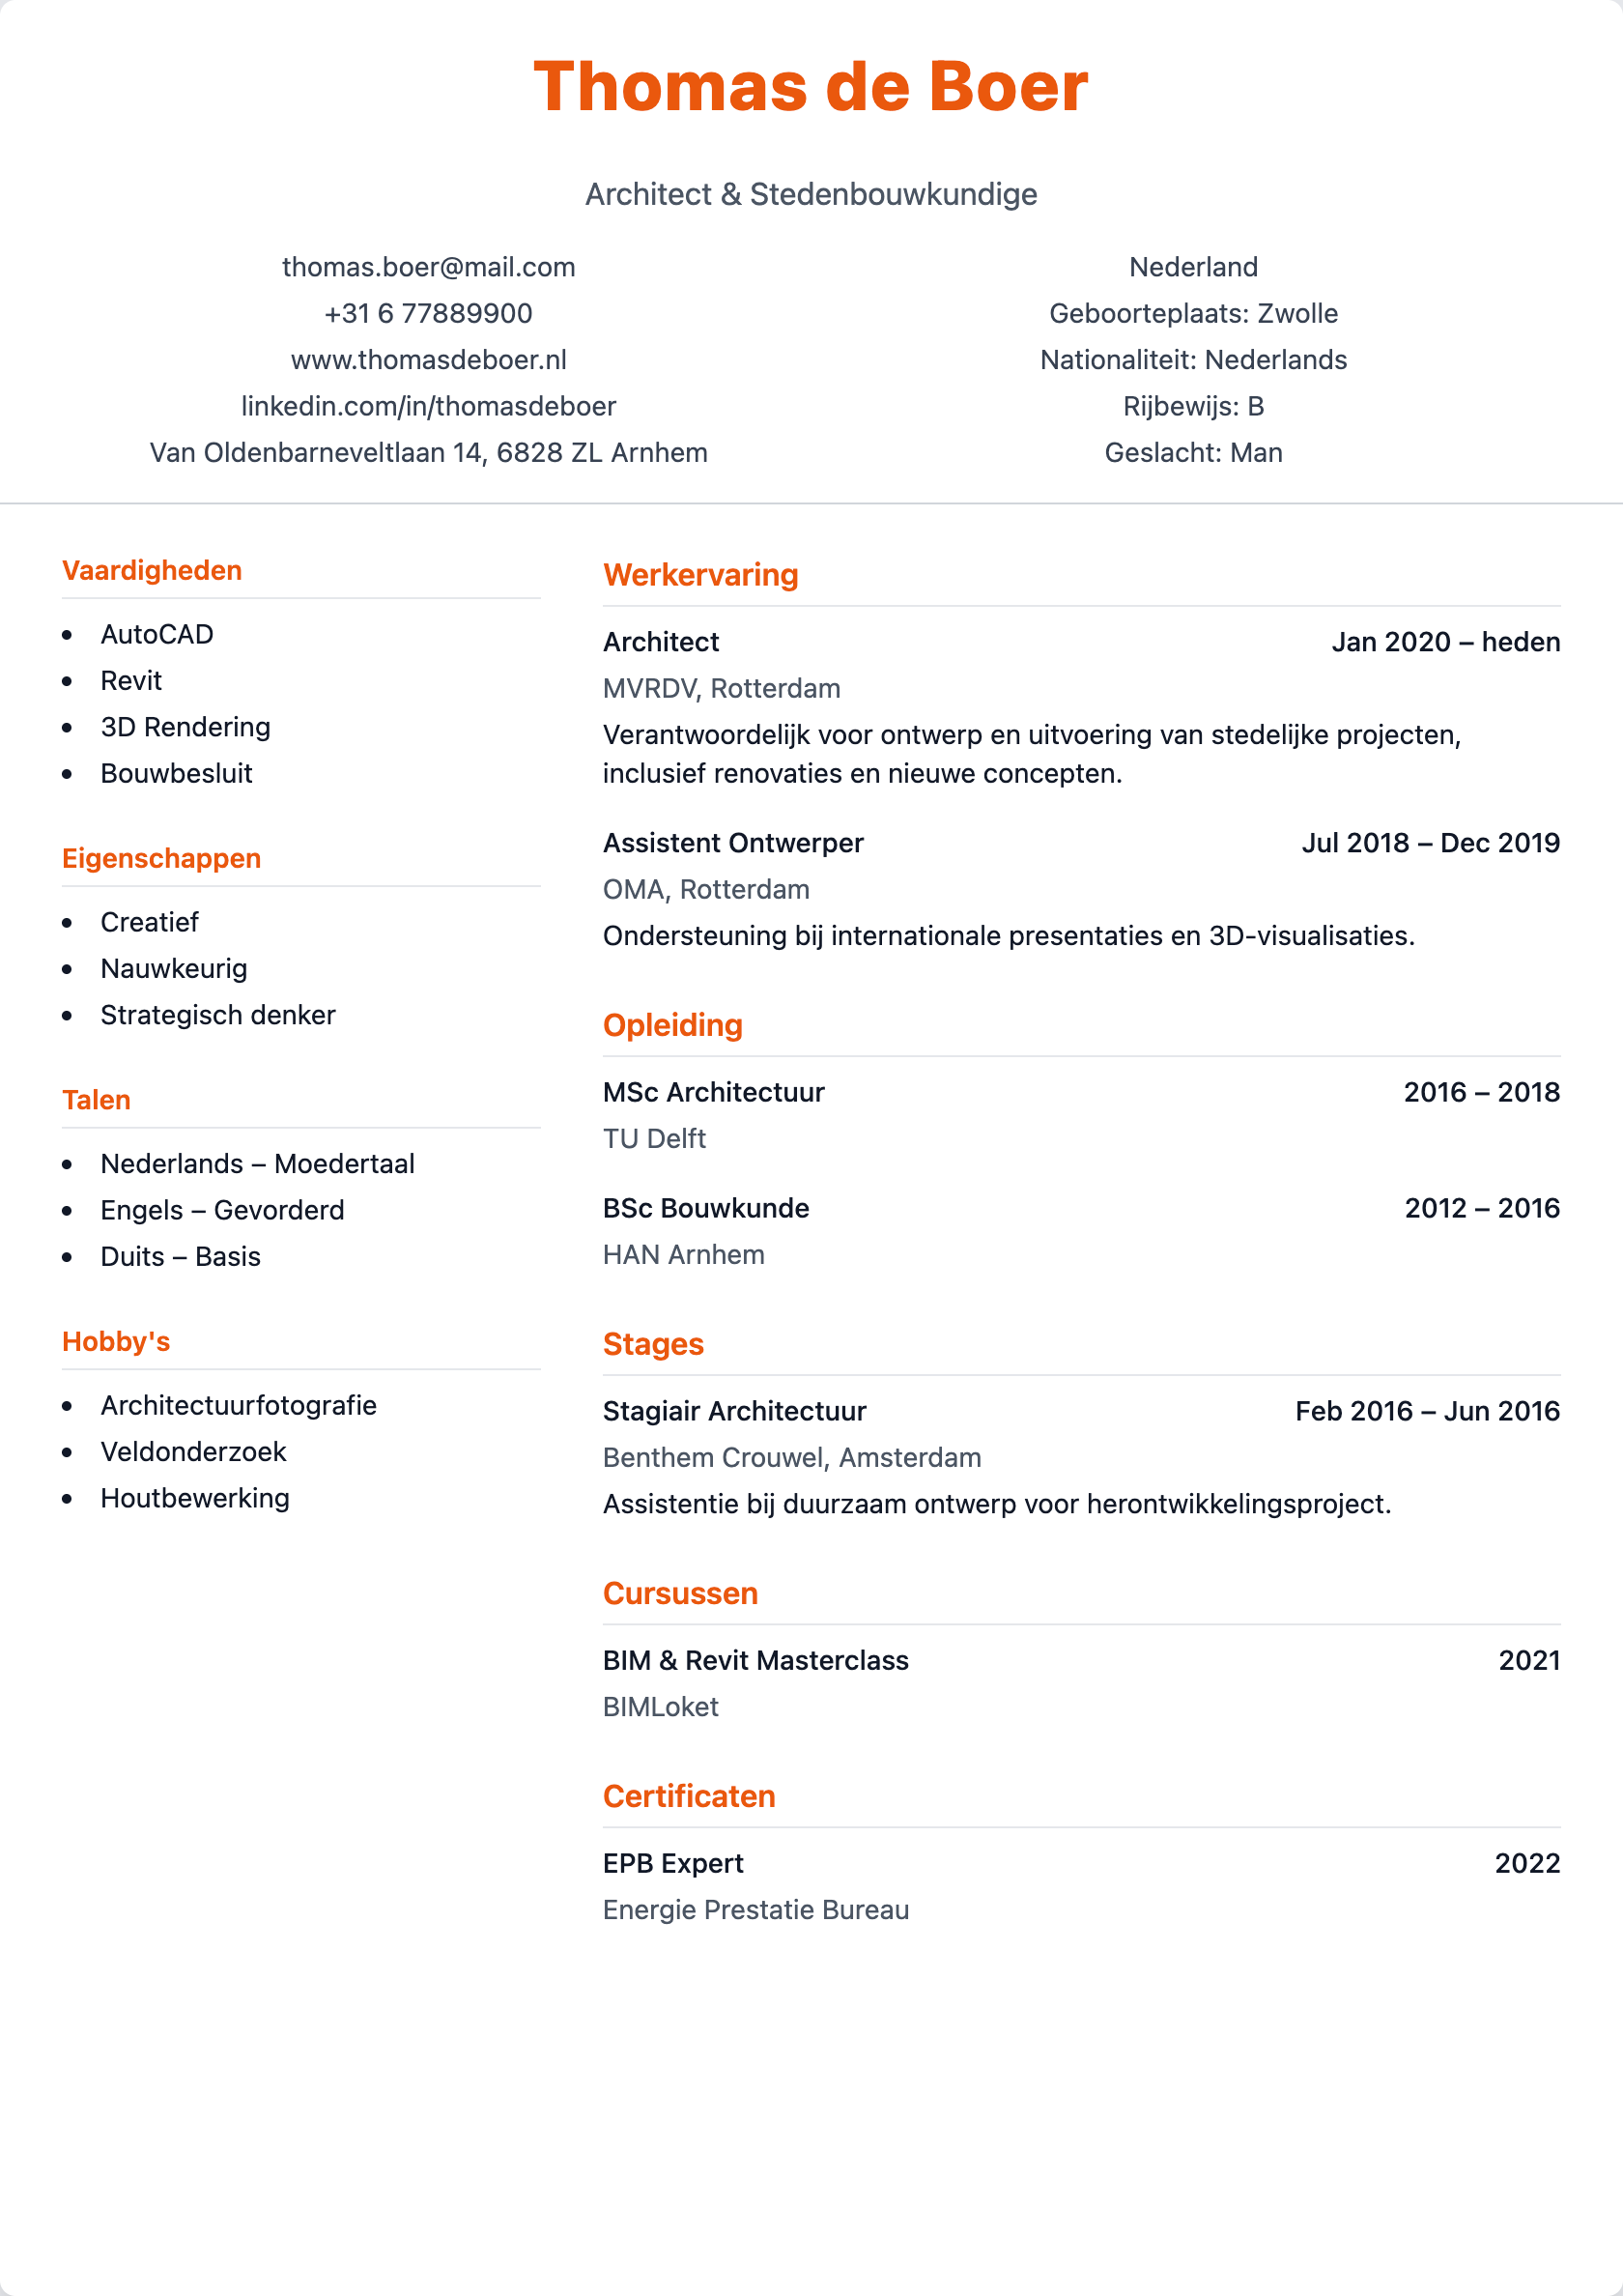 Thomas de Boer
Architect & Stedenbouwkundige
thomas.boer@mail.com
+31 6 77889900
www.thomasdeboer.nl
linkedin.com/in/thomasdeboer
Van Oldenbarneveltlaan 14, 6828 ZL Arnhem
Nederland
Geboorteplaats: Zwolle
Nationaliteit: Nederlands
Rijbewijs: B
Geslacht: Man
Vaardigheden
• AutoCAD
• Revit
• 3D Rendering
• Bouwbesluit
Eigenschappen
• Creatief
• Nauwkeurig
• Strategisch denker
Talen
• Nederlands – Moedertaal
• Engels – Gevorderd
• Duits – Basis
Hobby's
• Architectuurfotografie
• Veldonderzoek
• Houtbewerking
Werkervaring
Architect Jan 2020 – heden
MVRDV, Rotterdam
Verantwoordelijk voor ontwerp en uitvoering van stedelijke projecten,
inclusief renovaties en nieuwe concepten.
Assistent Ontwerper Jul 2018 – Dec 2019
OMA, Rotterdam
Ondersteuning bij internationale presentaties en 3D-visualisaties.
Opleiding
MSc Architectuur 2016 – 2018
TU Delft
BSc Bouwkunde 2012 – 2016
HAN Arnhem
Stages
Stagiair Architectuur Feb 2016 – Jun 2016
Benthem Crouwel, Amsterdam
Assistentie bij duurzaam ontwerp voor herontwikkelingsproject.
Cursussen
BIM & Revit Masterclass 2021
BIMLoket
Certificaten
EPB Expert 2022
Energie Prestatie Bureau